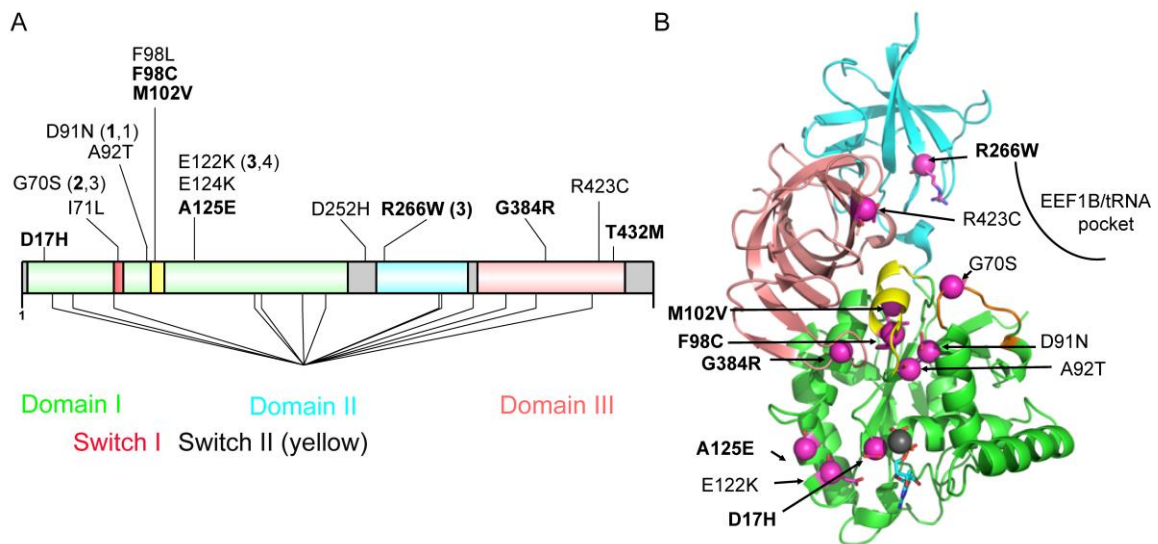 A
F98L
F98C
M102V
D91N (1,1)
A92T
G70S (2,3)
I71L
D17H
E122K (3,4)
E124K
A125E
D252H
R266W (3)
G384R
R423C
T432M
1
Domain I
Domain II
Domain III
Switch I
Switch II (yellow)
B
R266W
EEF1B/tRNA
pocket
R423C
G70S
M102V
F98C
G384R
D91N
A92T
A125E
E122K
D17H